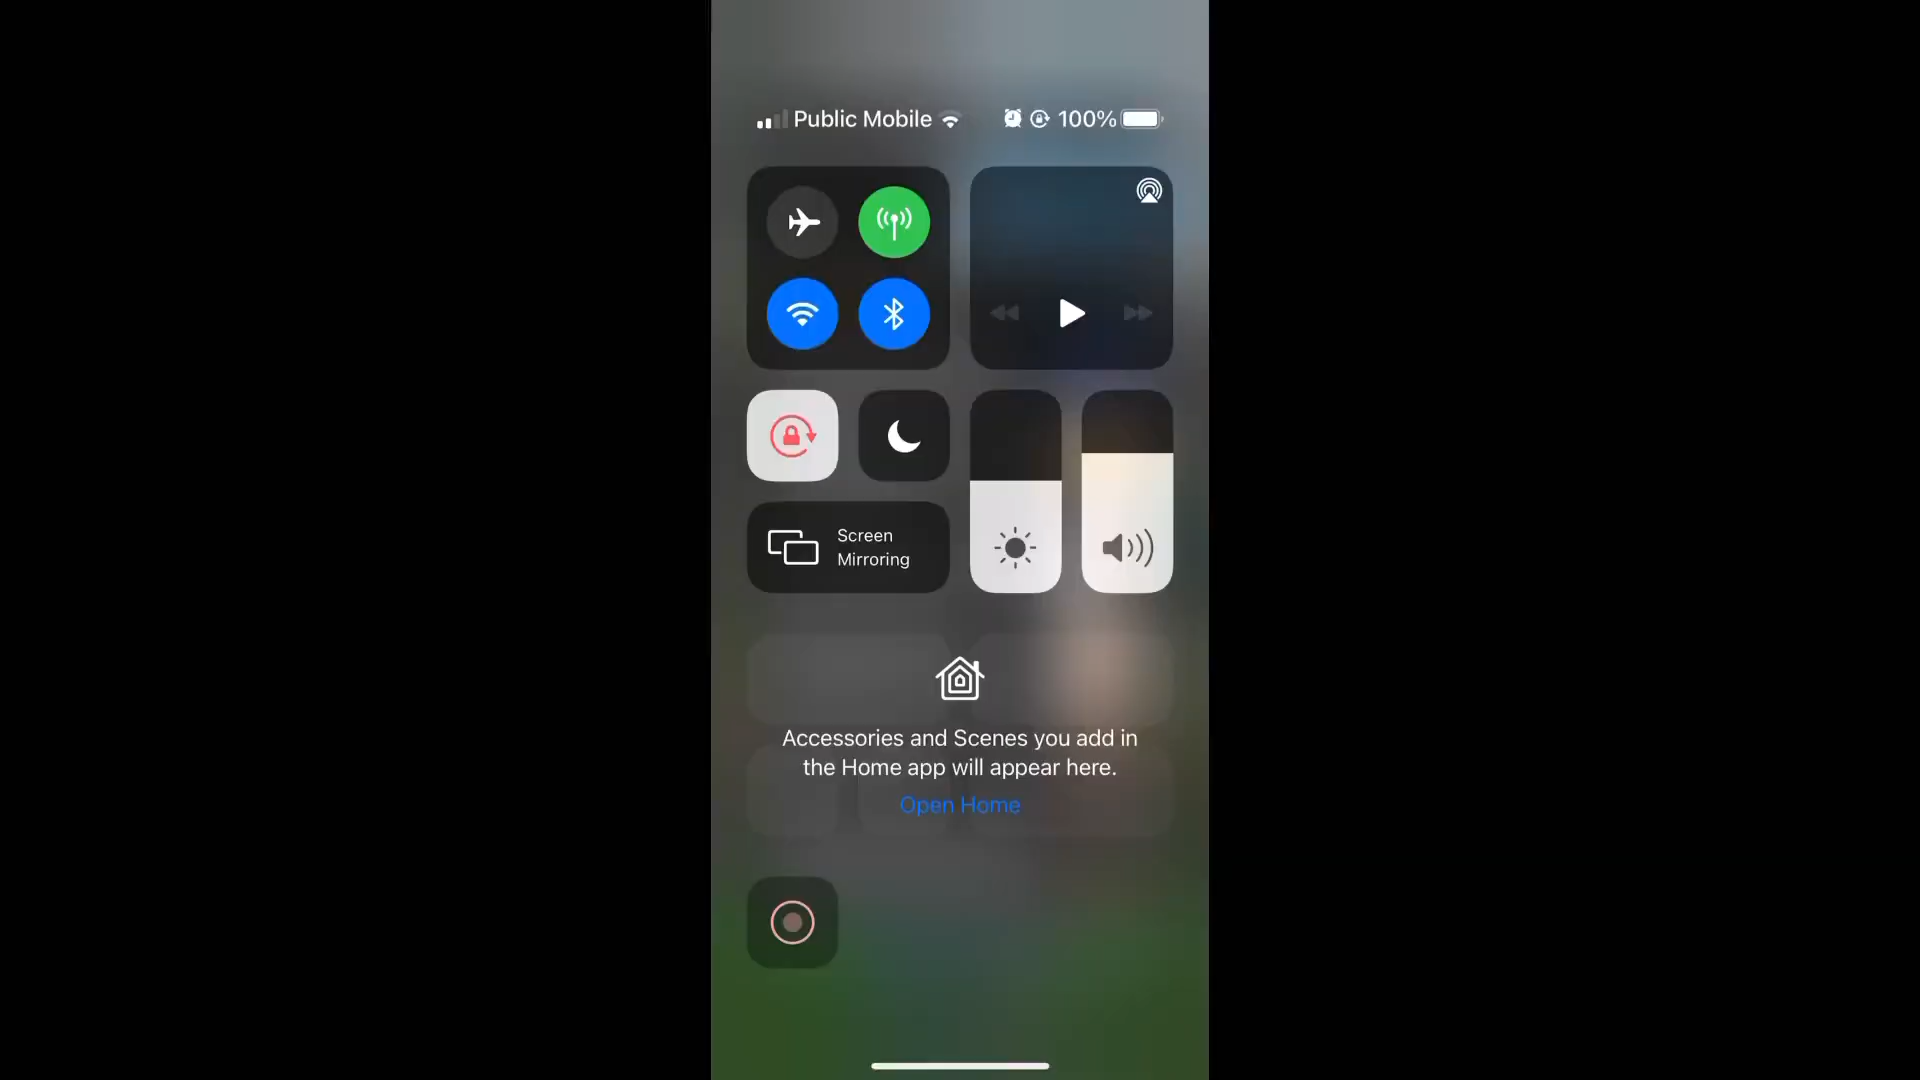 Public Mobile 100%
Screen
Mirroring
Accessories and Scenes you add in
the Home app will appear here.
Open Home